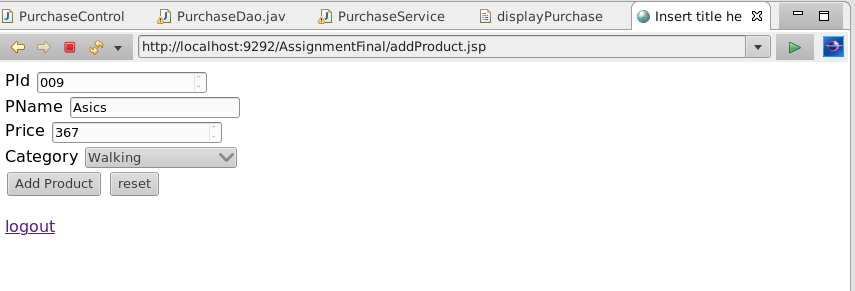 PurchaseControl PurchaseDao.jav PurchaseService displayPurchase Insert title he
http://localhost:9292/AssignmentFinal/addProduct.jsp
PId 009
PName Asics
Price 367
Category Walking
Add Product reset
logout